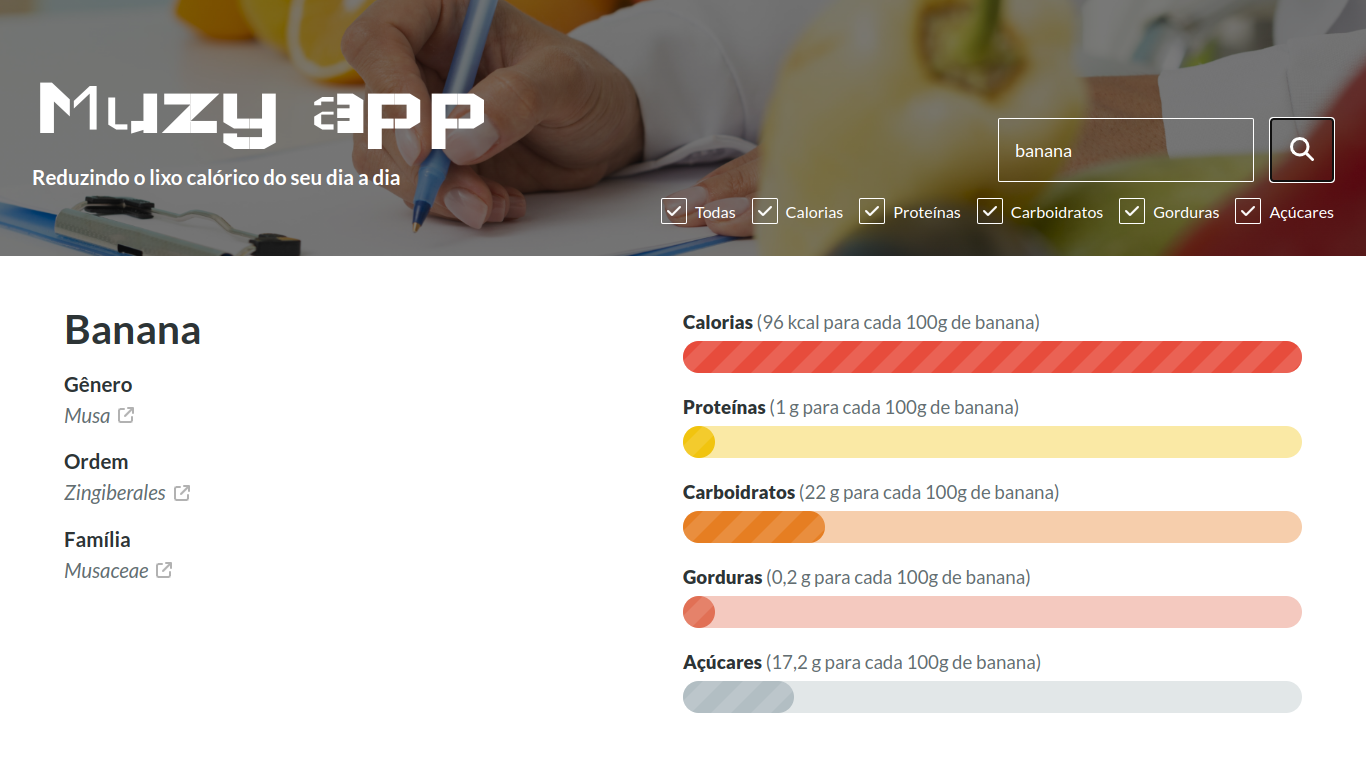 Muzy app
Reduzindo o lixo calórico do seu dia a dia
banana
Todas Calorias Proteínas Carboidratos Gorduras Açúcares
Banana
Gênero
Musa
Ordem
Zingiberales
Família
Musaceae
Calorias (96 kcal para cada 100g de banana)
Proteínas (1 g para cada 100g de banana)
Carboidratos (22 g para cada 100g de banana)
Gorduras (0,2 g para cada 100g de banana)
Açúcares (17,2 g para cada 100g de banana)